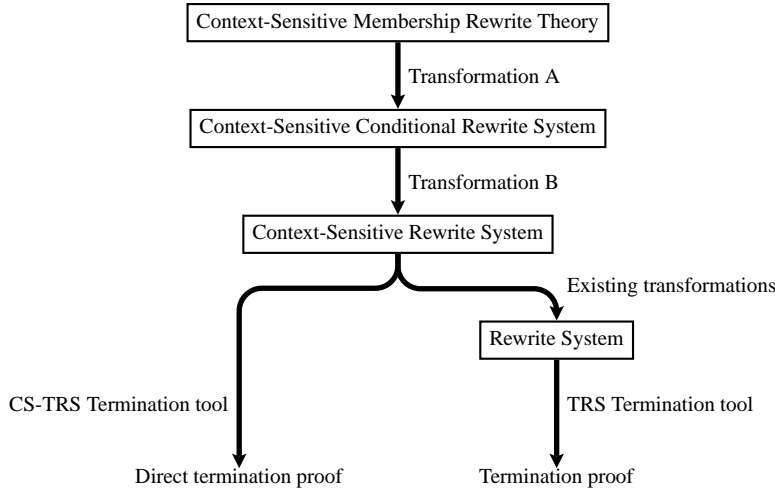 Context-Sensitive Membership Rewrite Theory
Transformation A
Context-Sensitive Conditional Rewrite System
Transformation B
Context-Sensitive Rewrite System
Existing transformations
Rewrite System
CS-TRS Termination tool
TRS Termination tool
Direct termination proof
Termination proof